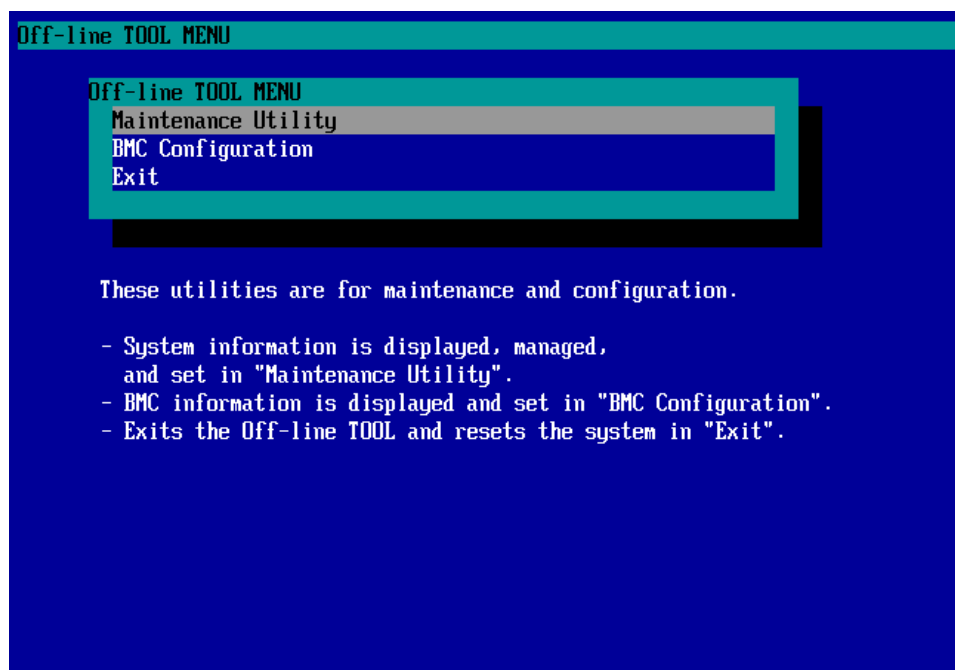 Off-line TOOL MENU
Off-line TOOL MENU
Maintenance Utility
BMC Configuration
Exit
These utilities are for maintenance and configuration.
- System information is displayed, managed,
and set in "Maintenance Utility".
- BMC information is displayed and set in "BMC Configuration".
- Exits the Off-line TOOL and resets the system in "Exit".